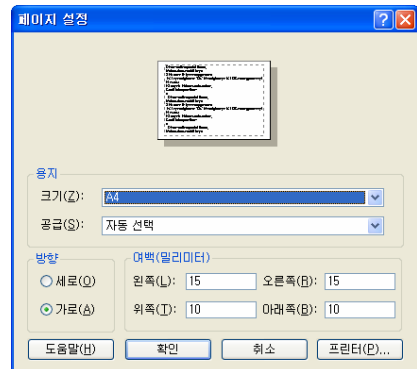 페이지 설정
용지
크기(Z): A4
공급(S): 자동 선택
방향
세로(O)
가로(A)
여백(밀리미터)
왼쪽(L): 15 오른쪽(R): 15
위쪽(T): 10 아래쪽(B): 10
도움말(H) 확인 취소 프린터(P)...